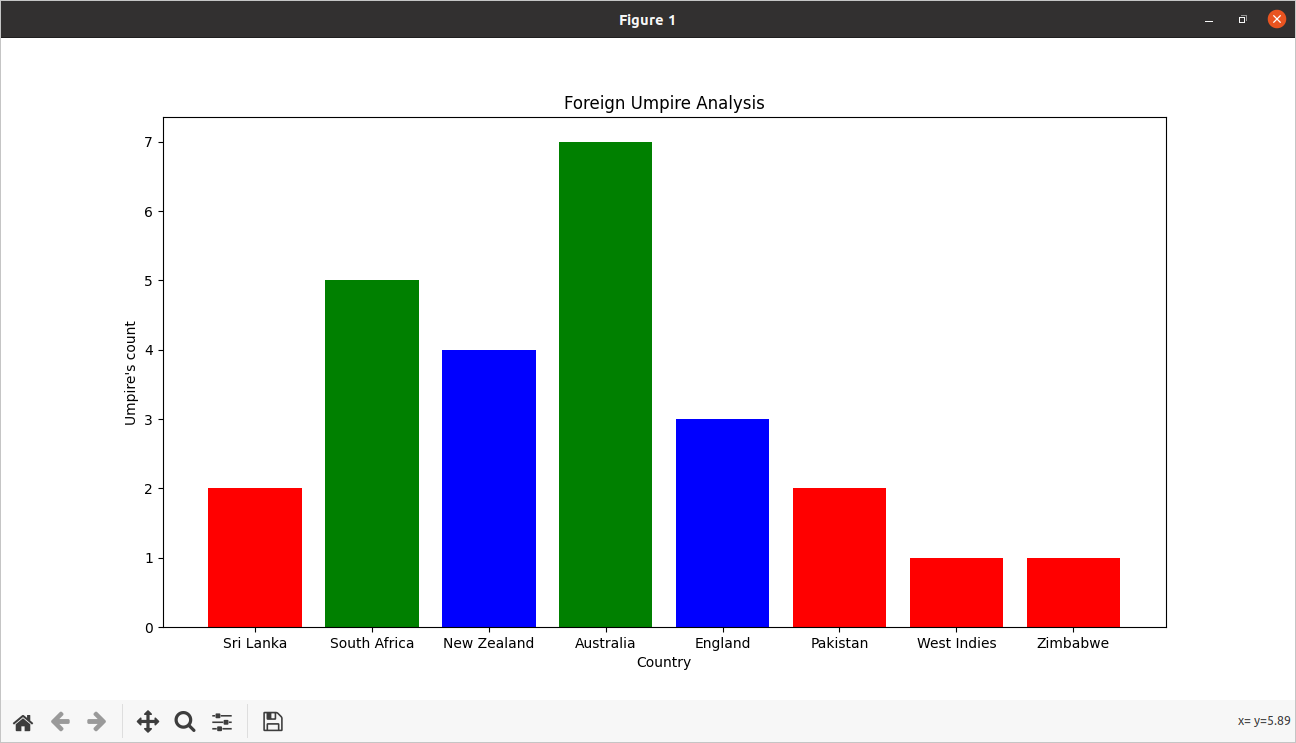 Figure 1
Foreign Umpire Analysis
7
6
5
4
3
2
1
0
Umpire's count
Sri Lanka South Africa New Zealand Australia England Pakistan West Indies Zimbabwe
Country
x= y=5.89